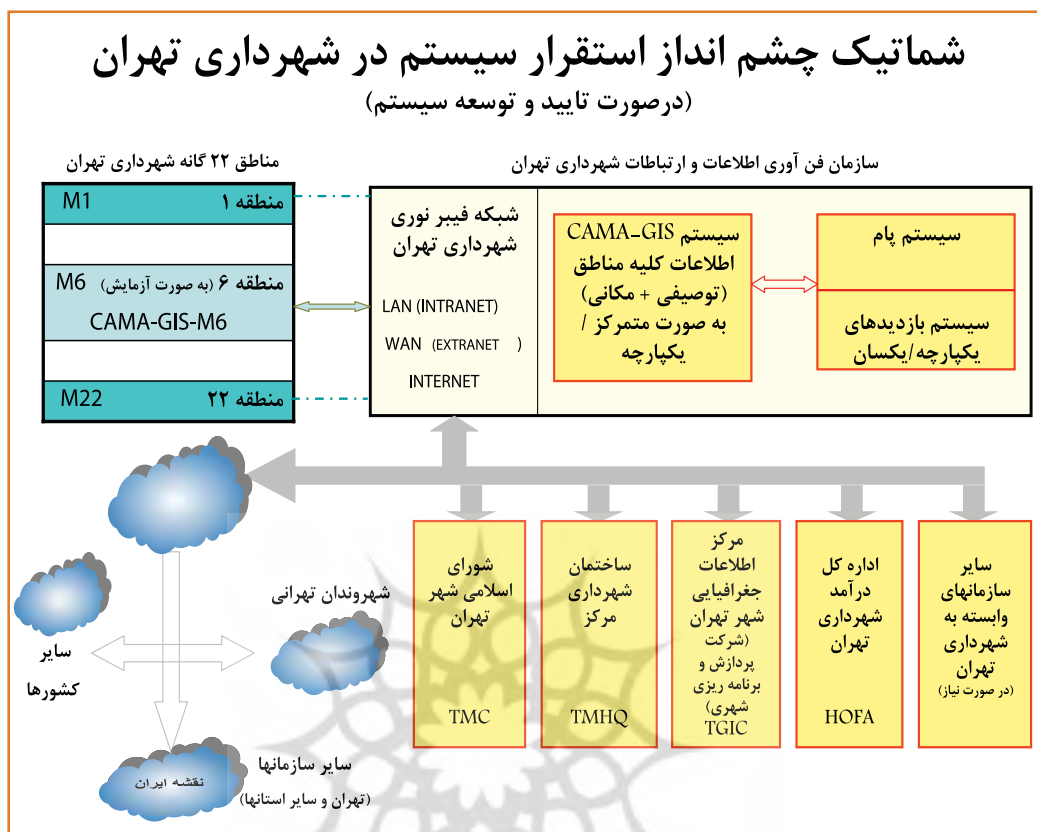 شماتیک چشم انداز استقرار سیستم در شهرداری تهران
(درصورت تایید و توسعه سیستم)
سازمان فن آوری اطلاعات و ارتباطات شهرداری تهران
سیستم پام
سیستم بازدیدهای
یکپارچه/یکسان
سیستم CAMA-GIS
اطلاعات کلیه مناطق
(توصیفی + مکانی)
به صورت متمرکز /
یکپارچه
شبکه فیبر نوری
شهرداری تهران
LAN (INTRANET)
WAN (EXTRANET )
INTERNET
مناطق ۲۲ گانه شهرداری تهران
منطقه ۱ M1
منطقه ۶ (به صورت آزمایش) M6
CAMA-GIS-M6
منطقه ۲۲ M22
سایر
سازمانهای
وابسته به
شهرداری
تهران
(در صورت نیاز)
اداره کل
درآمد
شهرداری
تهران
HOFA
مرکز
اطلاعات
جغرافیایی
شهر تهران
(شرکت
پردازش و
برنامه ریزی
شهری)
TGIC
ساختمان
شهرداری
مرکز
TMHQ
شورای
اسلامی شهر
تهران
TMC
شهروندان تهرانی
سایر
کشورها
سایر سازمانها
(تهران و سایر استانها)
نقشه ایران